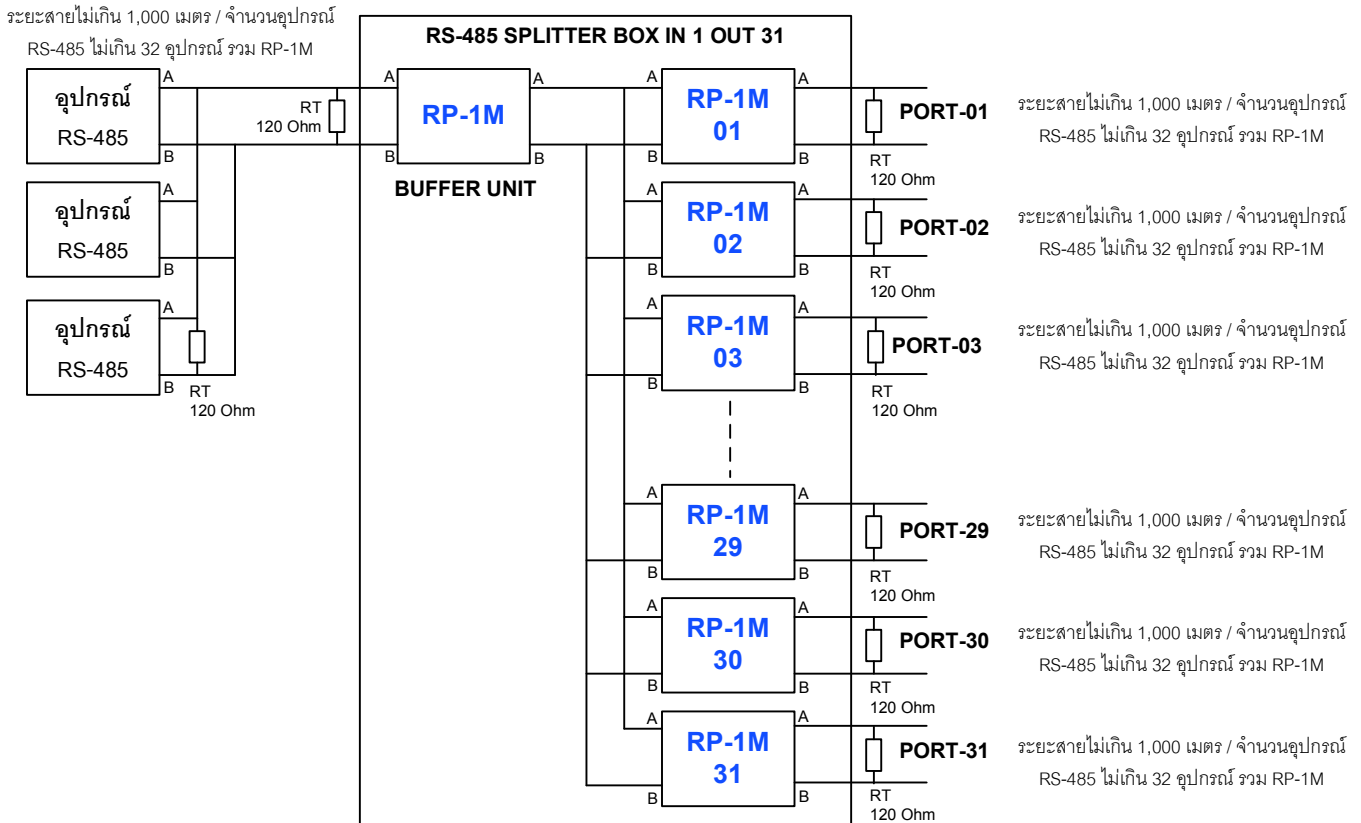 ระยะสายไม่เกิน 1,000 เมตร / จำนวนอุปกรณ์
RS-485 ไม่เกิน 32 อุปกรณ์ รวม RP-1M
RS-485 SPLITTER BOX IN 1 OUT 31
อุปกรณ์
RS-485
A
B
อุปกรณ์
RS-485
A
B
อุปกรณ์
RS-485
A
B
RT
120 Ohm
RT
120 Ohm
A
B
RP-1M
A
B
BUFFER UNIT
A
B
RP-1M
01
A
B
PORT-01
RT
120 Ohm
ระยะสายไม่เกิน 1,000 เมตร / จำนวนอุปกรณ์
RS-485 ไม่เกิน 32 อุปกรณ์ รวม RP-1M
A
B
RP-1M
02
A
B
PORT-02
RT
120 Ohm
ระยะสายไม่เกิน 1,000 เมตร / จำนวนอุปกรณ์
RS-485 ไม่เกิน 32 อุปกรณ์ รวม RP-1M
A
B
RP-1M
03
A
B
PORT-03
RT
120 Ohm
ระยะสายไม่เกิน 1,000 เมตร / จำนวนอุปกรณ์
RS-485 ไม่เกิน 32 อุปกรณ์ รวม RP-1M
A
B
RP-1M
29
A
B
PORT-29
RT
120 Ohm
ระยะสายไม่เกิน 1,000 เมตร / จำนวนอุปกรณ์
RS-485 ไม่เกิน 32 อุปกรณ์ รวม RP-1M
A
B
RP-1M
30
A
B
PORT-30
RT
120 Ohm
ระยะสายไม่เกิน 1,000 เมตร / จำนวนอุปกรณ์
RS-485 ไม่เกิน 32 อุปกรณ์ รวม RP-1M
A
B
RP-1M
31
A
B
PORT-31
RT
120 Ohm
ระยะสายไม่เกิน 1,000 เมตร / จำนวนอุปกรณ์
RS-485 ไม่เกิน 32 อุปกรณ์ รวม RP-1M